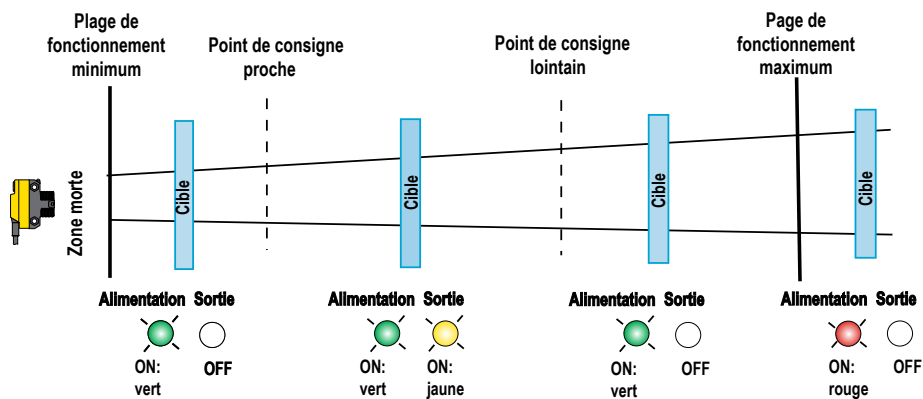 Plage de
fonctionnement
minimum
Point de consigne
proche
Point de consigne
lointain
Page de
fonctionnement
maximum
Zone morte
Cible
Cible
Cible
Cible
Alimentation Sortie
ON:
vert
OFF
Alimentation Sortie
ON:
vert
ON:
jaune
Alimentation Sortie
ON:
vert
OFF
Alimentation Sortie
ON:
rouge
OFF